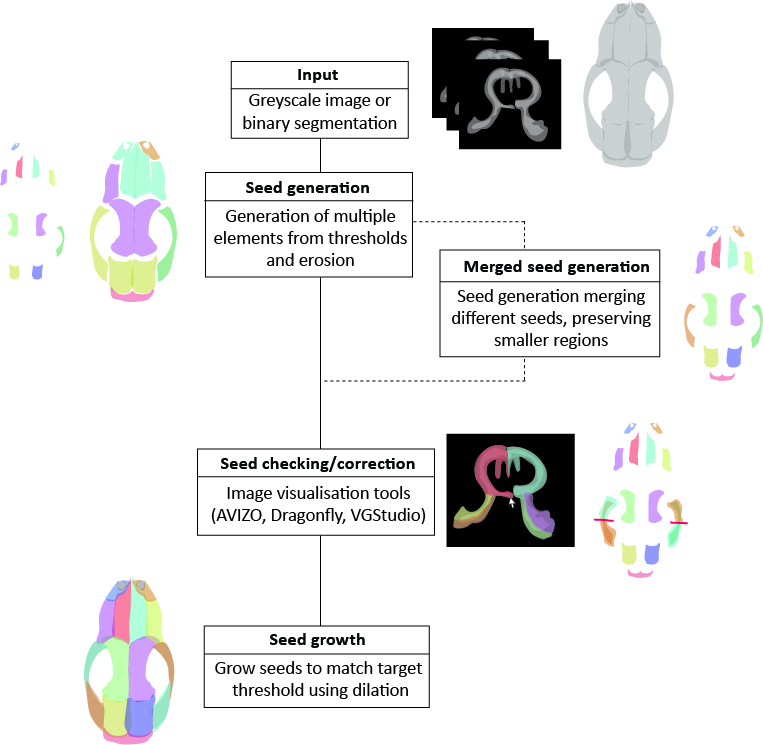 Input
Greyscale image or
binary segmentation
Seed generation
Generation of multiple
elements from thresholds
and erosion
Merged seed generation
Seed generation merging
different seeds, preserving
smaller regions
Seed checking/correction
Image visualisation tools
(AVIZO, Dragonfly, VGStudio)
Seed growth
Grow seeds to match target
threshold using dilation